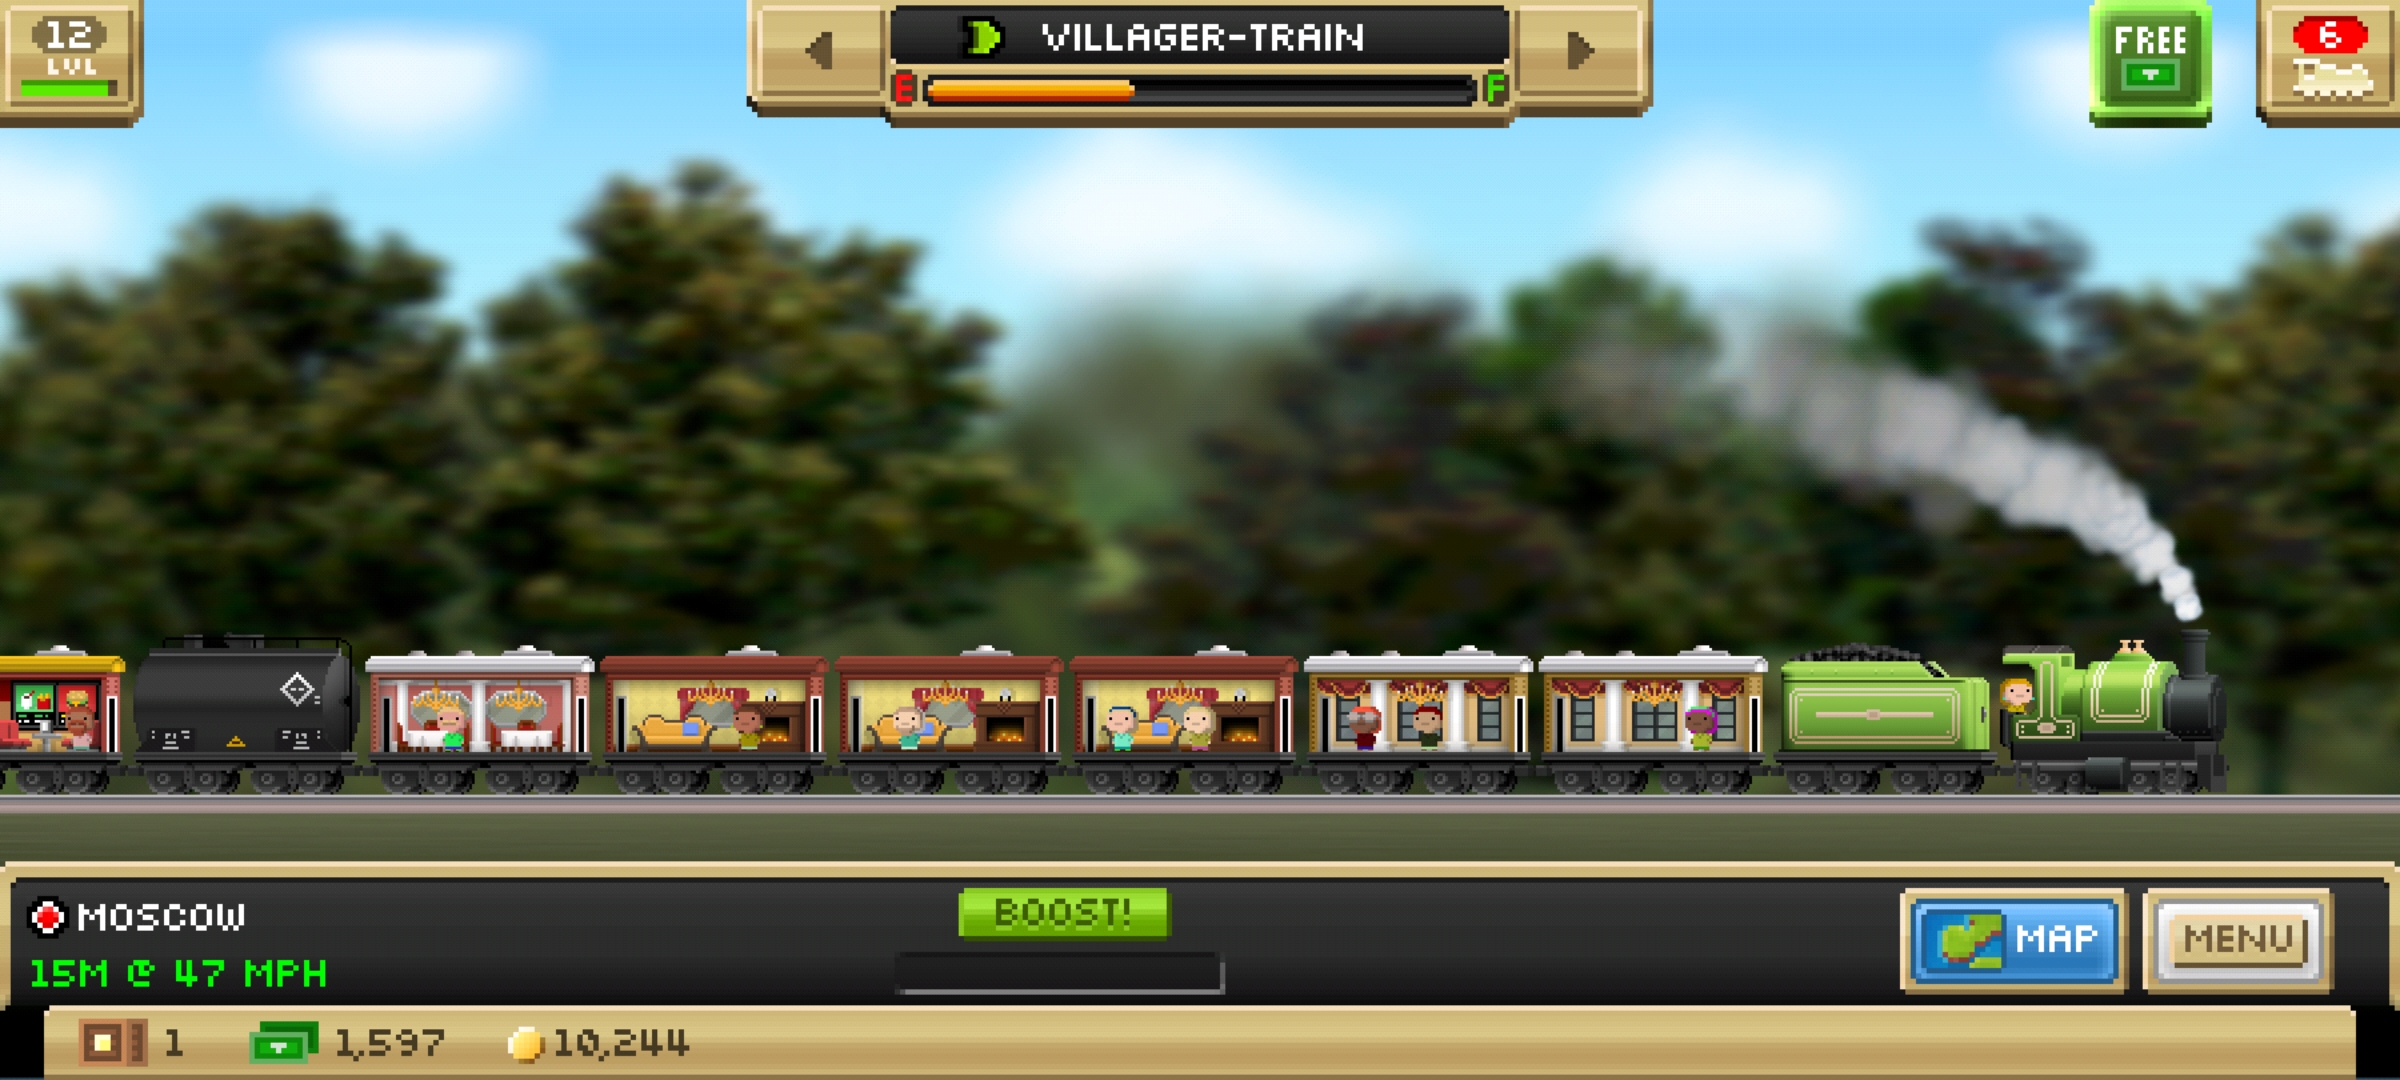 12
LVL
VILLAGER-TRAIN
E F
FREE
6
MOSCOW
15M @ 47 MPH
BOOST!
MAP
MENU
1 1,597 10,244